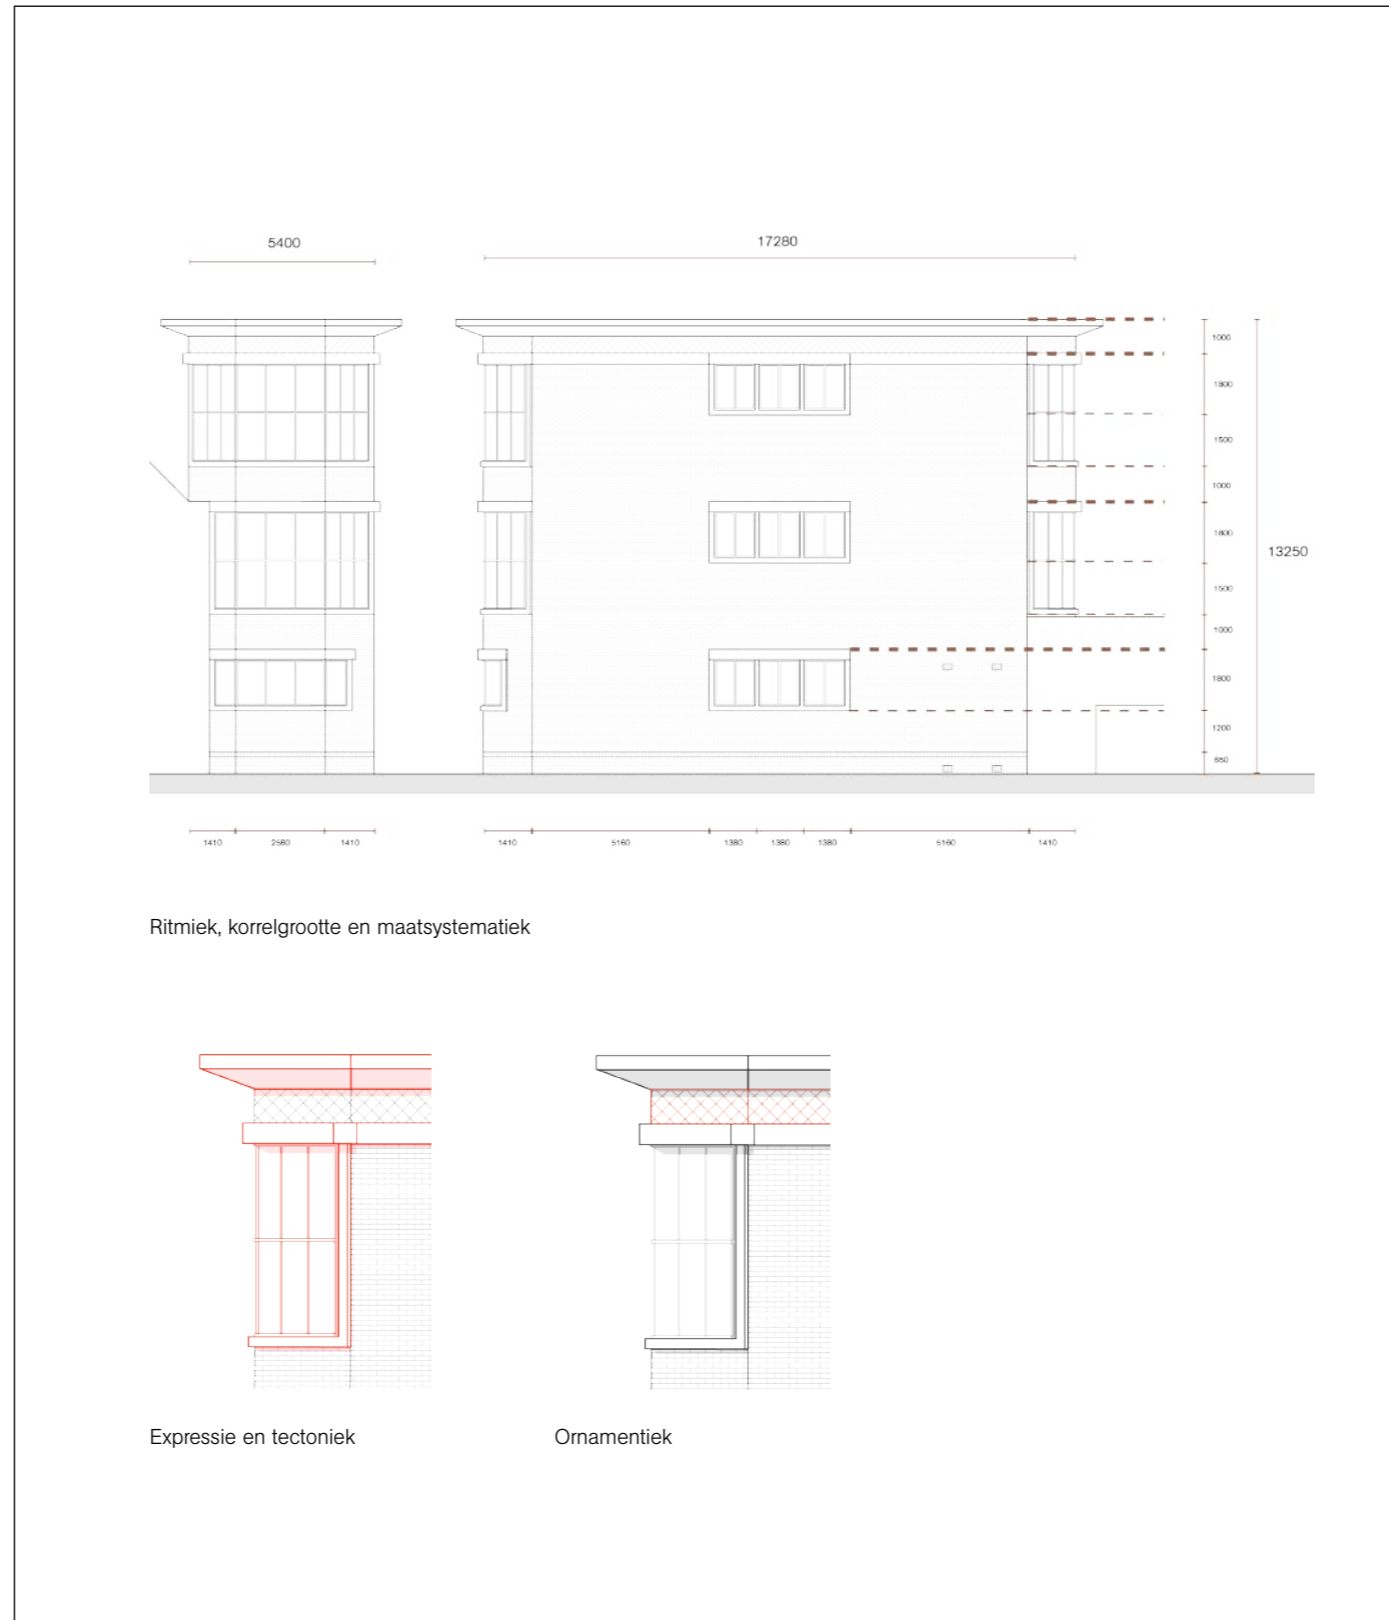 5400
17280
1000
1800
1500
1000
1800
13250
1500
1000
1800
1200
650
1410 2580 1410
1410 5160 1380 1380 1380 5160 1410
Ritmiek, korrelgrootte en maatsystematiek
Expressie en tectoniek
Ornamentiek